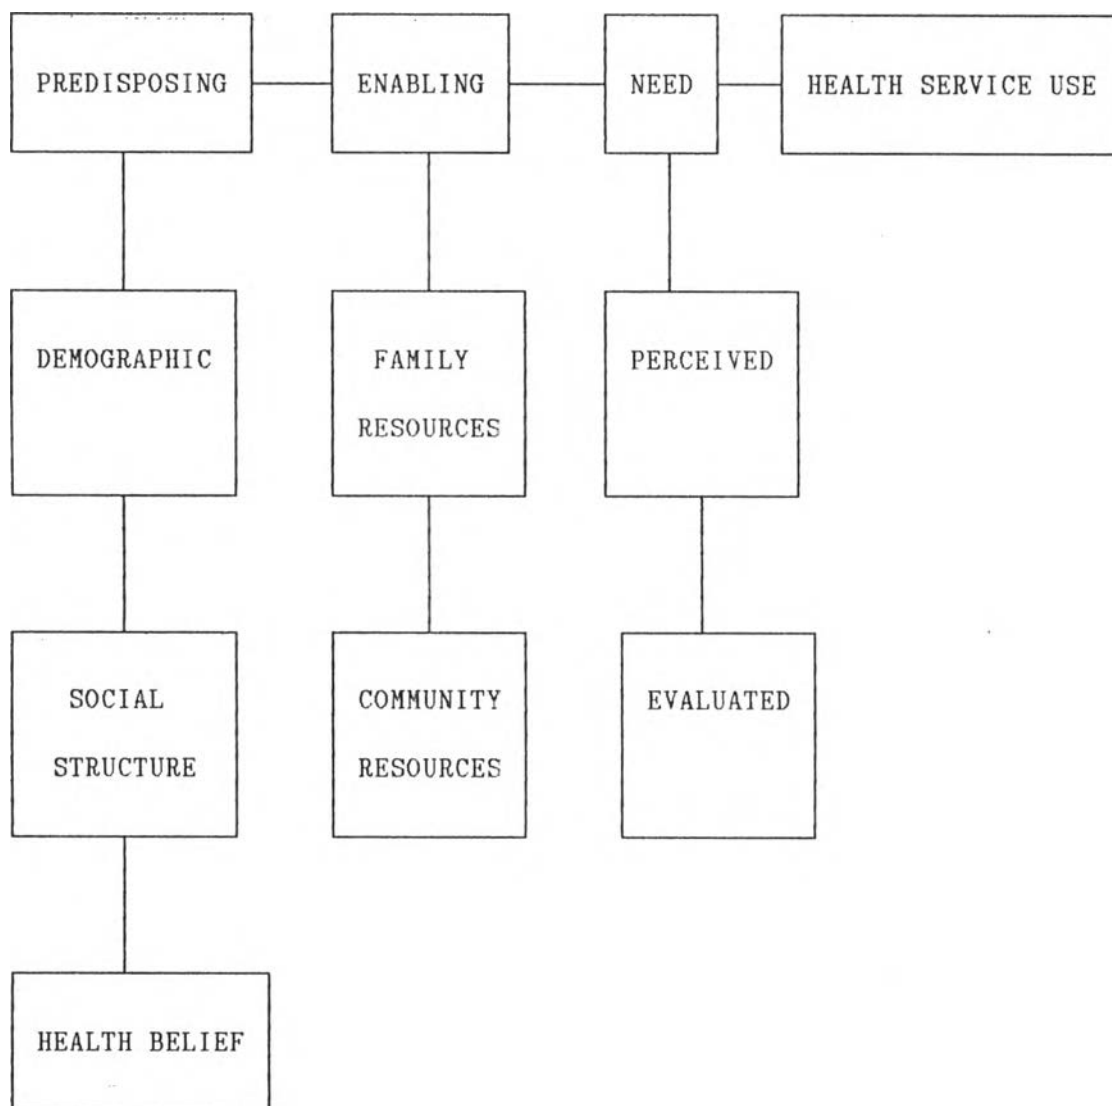 PREDISPOSING
ENABLING
NEED
HEALTH SERVICE USE
DEMOGRAPHIC
FAMILY
RESOURCES
PERCEIVED
SOCIAL
STRUCTURE
COMMUNITY
RESOURCES
EVALUATED
HEALTH BELIEF